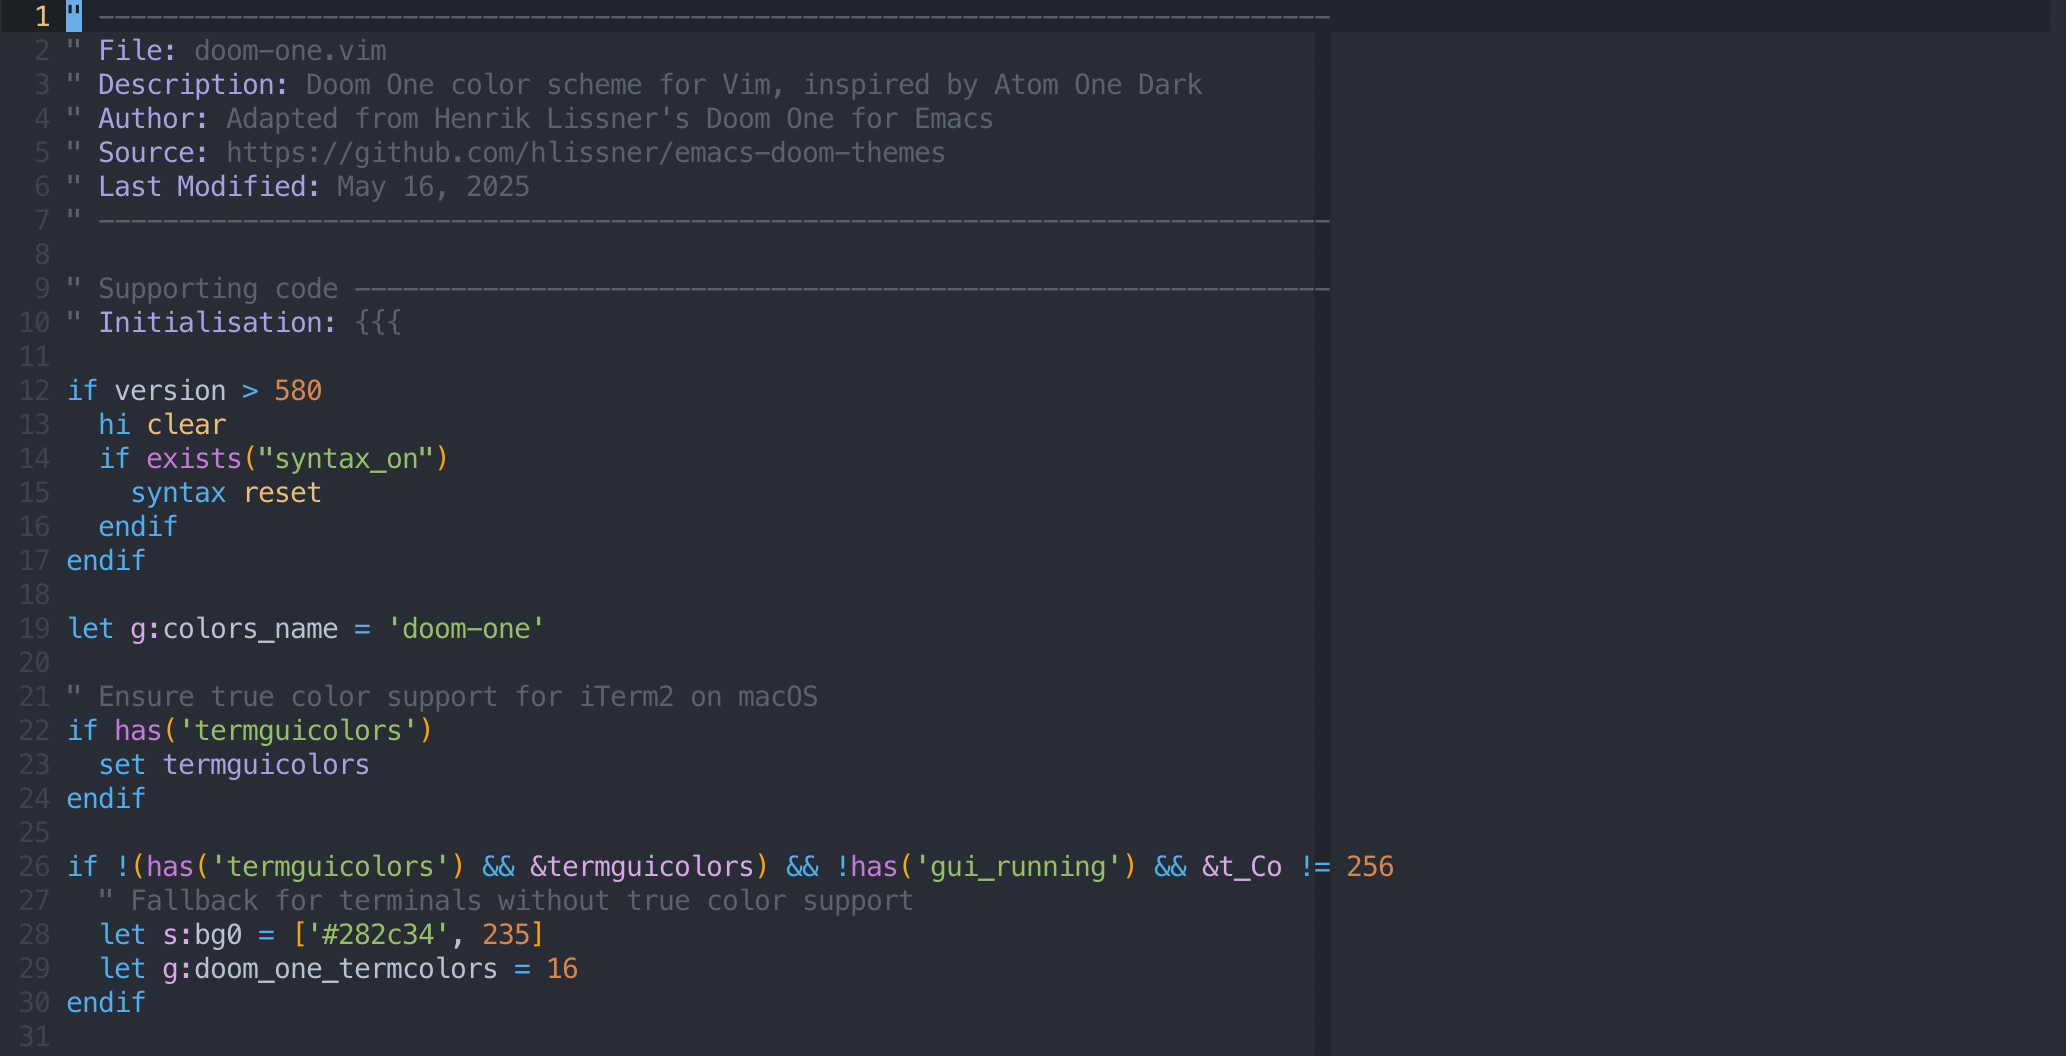 1 " -----------------------------------------------------------------------------
2 " File: doom-one.vim
3 " Description: Doom One color scheme for Vim, inspired by Atom One Dark
4 " Author: Adapted from Henrik Lissner's Doom One for Emacs
5 " Source: https://github.com/hlissner/emacs-doom-themes
6 " Last Modified: May 16, 2025
7 " -----------------------------------------------------------------------------
8
9 " Supporting code -------------------------------------------------------------
10 " Initialisation: {{{
11
12 if version > 580
13   hi clear
14   if exists("syntax_on")
15     syntax reset
16   endif
17 endif
18
19 let g:colors_name = 'doom-one'
20
21 " Ensure true color support for iTerm2 on macOS
22 if has('termguicolors')
23   set termguicolors
24 endif
25
26 if !(has('termguicolors') && &termguicolors) && !has('gui_running') && &t_Co != 256
27   " Fallback for terminals without true color support
28   let s:bg0 = ['#282c34', 235]
29   let g:doom_one_termcolors = 16
30 endif
31